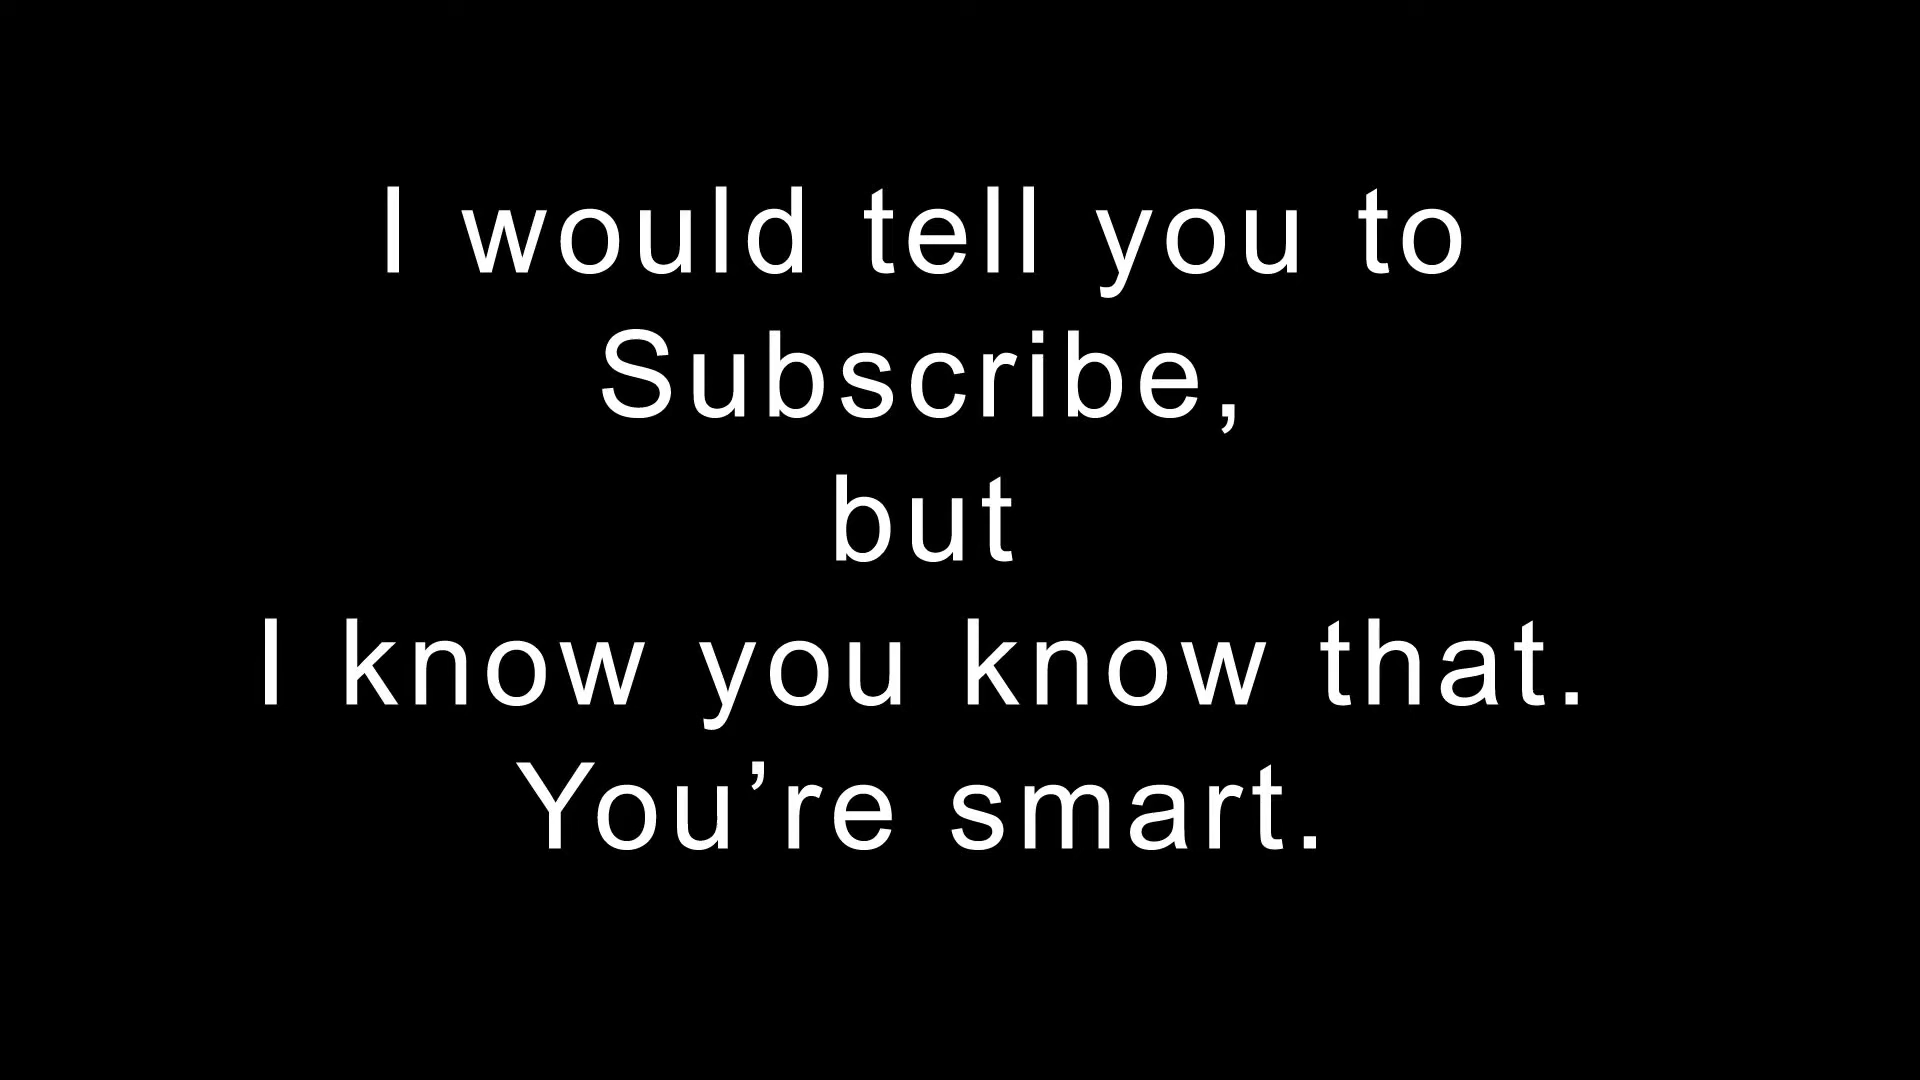 I would tell you to
Subscribe,
but
I know you know that.
You’re smart.